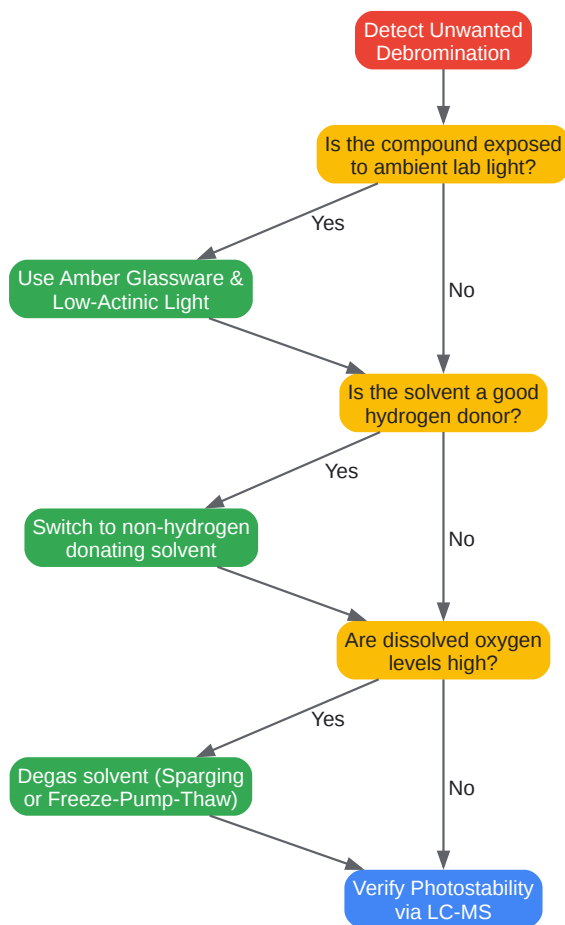 Detect Unwanted
Debromination
Is the compound exposed
to ambient lab light?
Yes
No
Use Amber Glassware &
Low-Actinic Light
Is the solvent a good
hydrogen donor?
Yes
No
Switch to non-hydrogen
donating solvent
Are dissolved oxygen
levels high?
Yes
No
Degas solvent (Sparging
or Freeze-Pump-Thaw)
Verify Photostability
via LC-MS